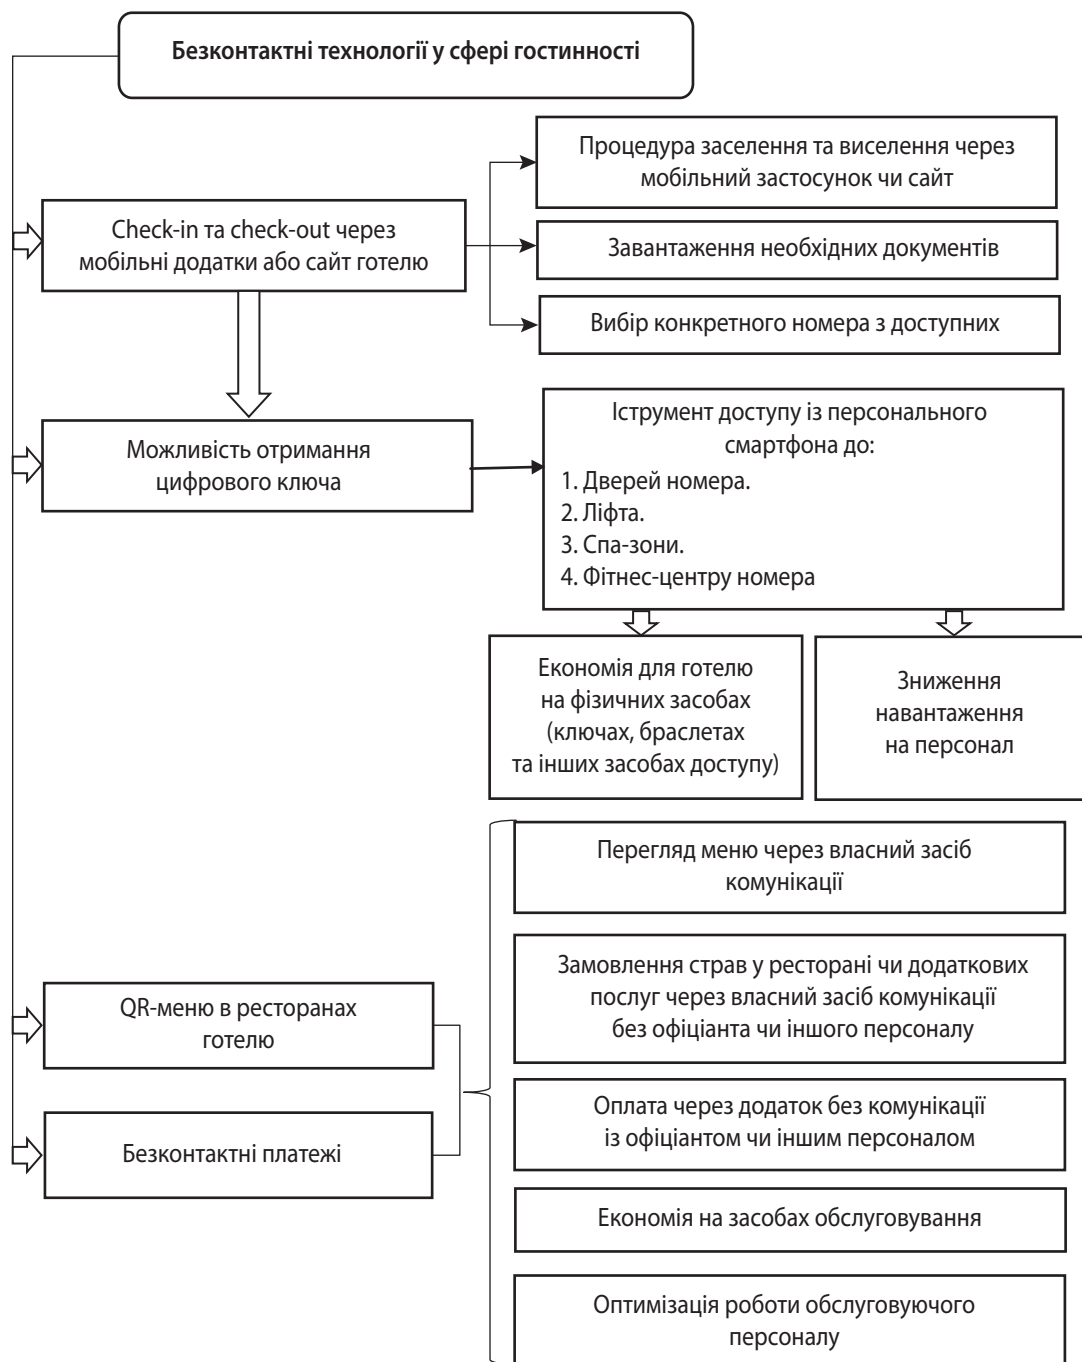 Безконтактні технології у сфері гостинності
Процедура заселення та виселення через
мобільний застосунок чи сайт
Check-in та check-out через
мобільні додатки або сайт готелю
Завантаження необхідних документів
Вибір конкретного номера з доступних
Можливість отримання
цифрового ключа
Іструмент доступу із персонального
смартфона до:
1. Дверей номера.
2. Ліфта.
3. Спа-зони.
4. Фітнес-центру номера
Економія для готелю
на фізичних засобах
(ключах, браслетах
та інших засобах доступу)
Зниження
навантаження
на персонал
Перегляд меню через власний засіб
комунікації
Замовлення страв у ресторані чи додаткових
послуг через власний засіб комунікації
без офіціанта чи іншого персоналу
QR-меню в ресторанах
готелю
Безконтактні платежі
Оплата через додаток без комунікації
із офіціантом чи іншим персоналом
Економія на засобах обслуговування
Оптимізація роботи обслуговуючого
персоналу